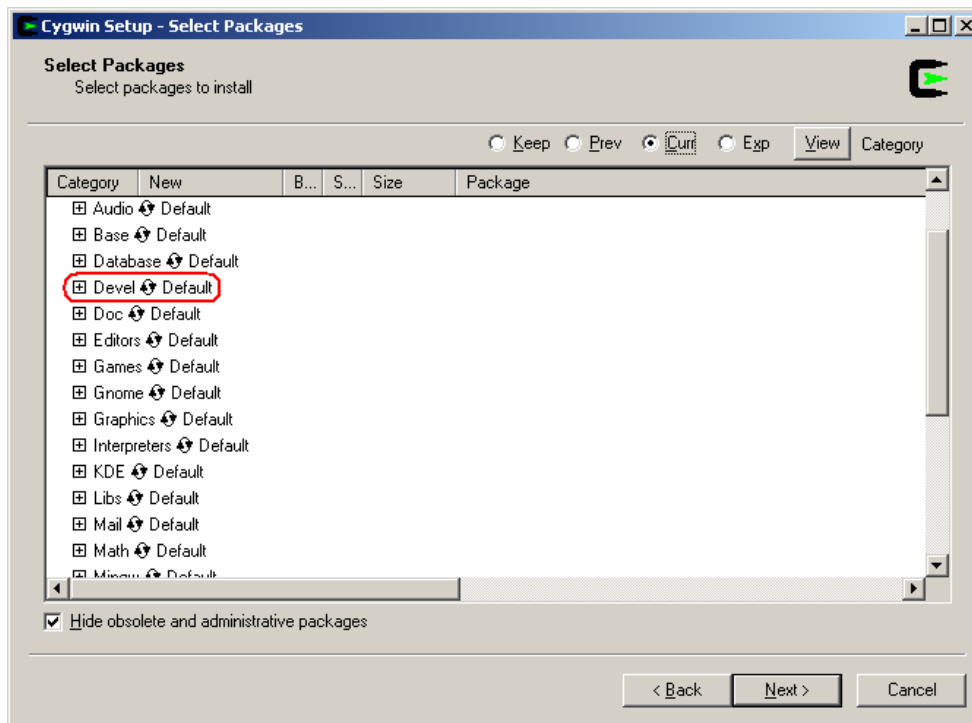 Cygwin Setup - Select Packages
Select Packages
Select packages to install
Keep Prev Curr Exp View Category
Category New B... S... Size Package
Audio Default
Base Default
Database Default
Devel Default
Doc Default
Editors Default
Games Default
Gnome Default
Graphics Default
Interpreters Default
KDE Default
Libs Default
Mail Default
Math Default
Mingw Default
Hide obsolete and administrative packages
< Back Next > Cancel